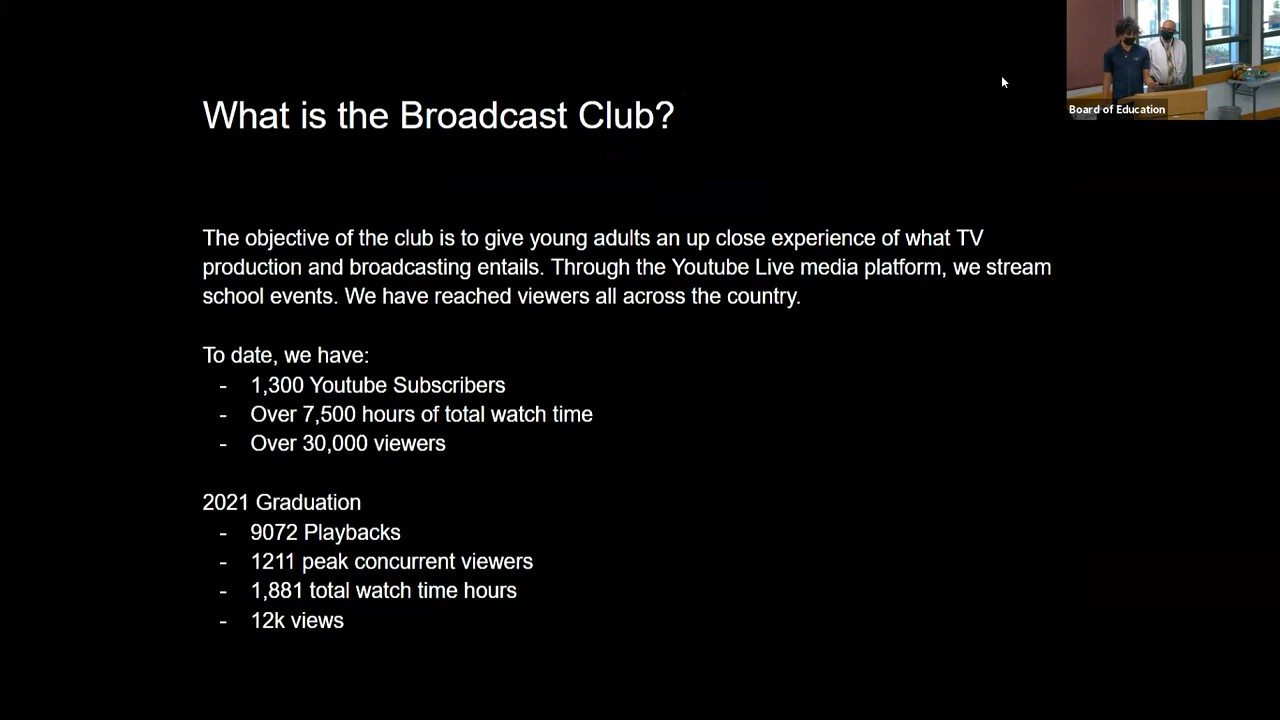 What is the Broadcast Club?
Board of Education
The objective of the club is to give young adults an up close experience of what TV
production and broadcasting entails. Through the Youtube Live media platform, we stream
school events. We have reached viewers all across the country.
To date, we have:
- 1,300 Youtube Subscribers
- Over 7,500 hours of total watch time
- Over 30,000 viewers
2021 Graduation
- 9072 Playbacks
- 1211 peak concurrent viewers
- 1,881 total watch time hours
- 12k views